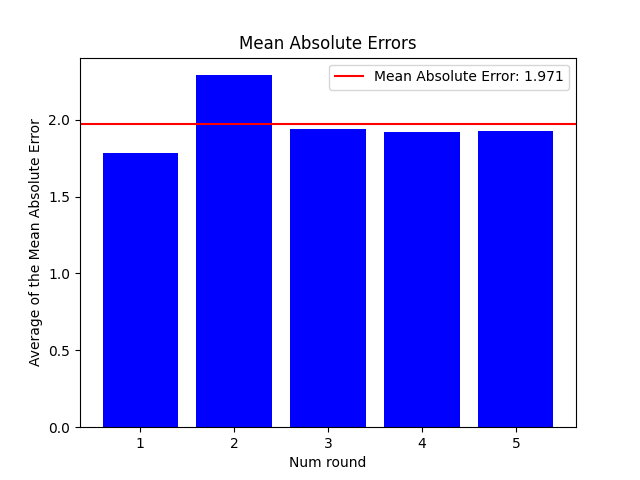 Mean Absolute Errors
Mean Absolute Error: 1.971
Average of the Mean Absolute Error
2.0
1.5
1.0
0.5
0.0
1 2 3 4 5
Num round